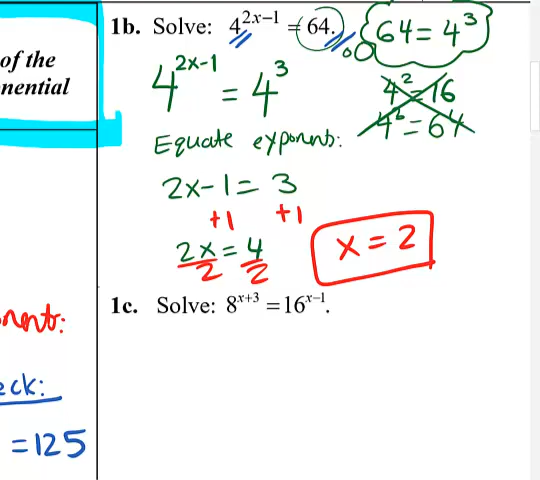 of the
nential
1b. Solve: 4^{2x−1} = 64.
64 = 4^3
4^{2x-1} = 4^3
4^2 = 16
4^6 = 64
Equate exponents:
2x-1 = 3
+1 +1
2x = 4
2 2
x = 2
1c. Solve: 8^{x+3} = 16^{x−1}.
nent:
eck:
= 125